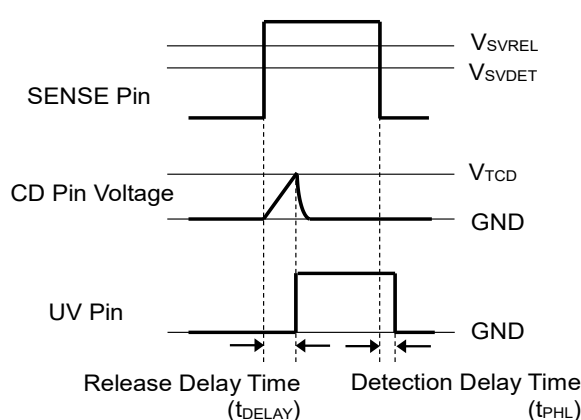 VSVREL
VSVDET
SENSE Pin
VTCD
CD Pin Voltage
GND
UV Pin
GND
Release Delay Time
(tDELAY)
Detection Delay Time
(tPHL)